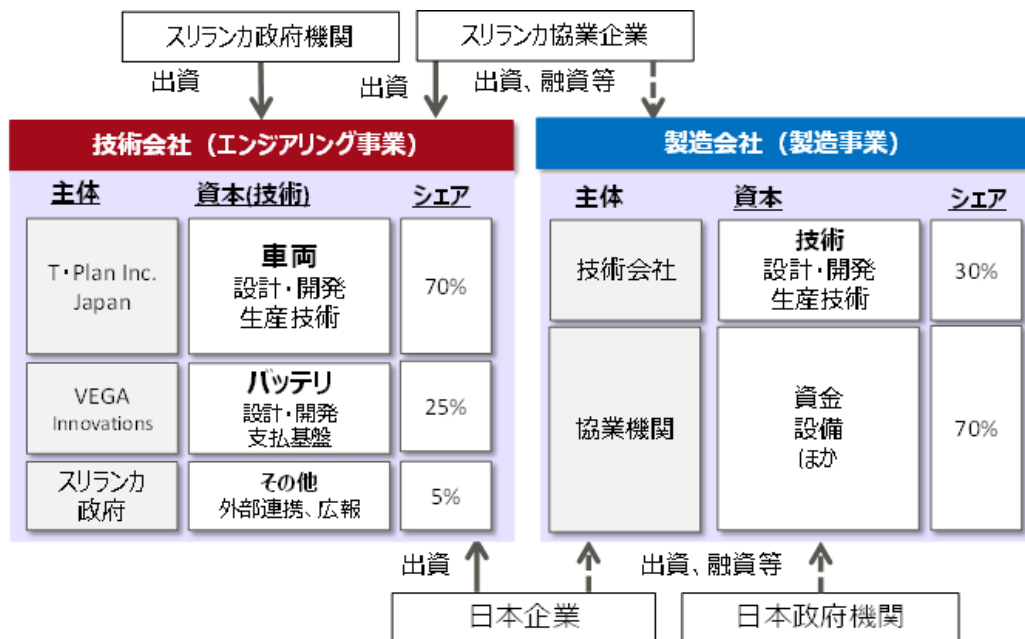 スリランカ政府機関
スリランカ協業企業
出資
出資
出資、融資等
技術会社（エンジアリング事業）
主体
資本(技術)
シェア
T・Plan Inc.
Japan
車両
設計・開発
生産技術
70%
VEGA
Innovations
バッテリ
設計・開発
支払基盤
25%
スリランカ
政府
その他
外部連携、広報
5%
製造会社（製造事業）
主体
資本
シェア
技術会社
技術
設計・開発
生産技術
30%
協業機関
資金
設備
ほか
70%
出資
出資、融資等
日本企業
日本政府機関